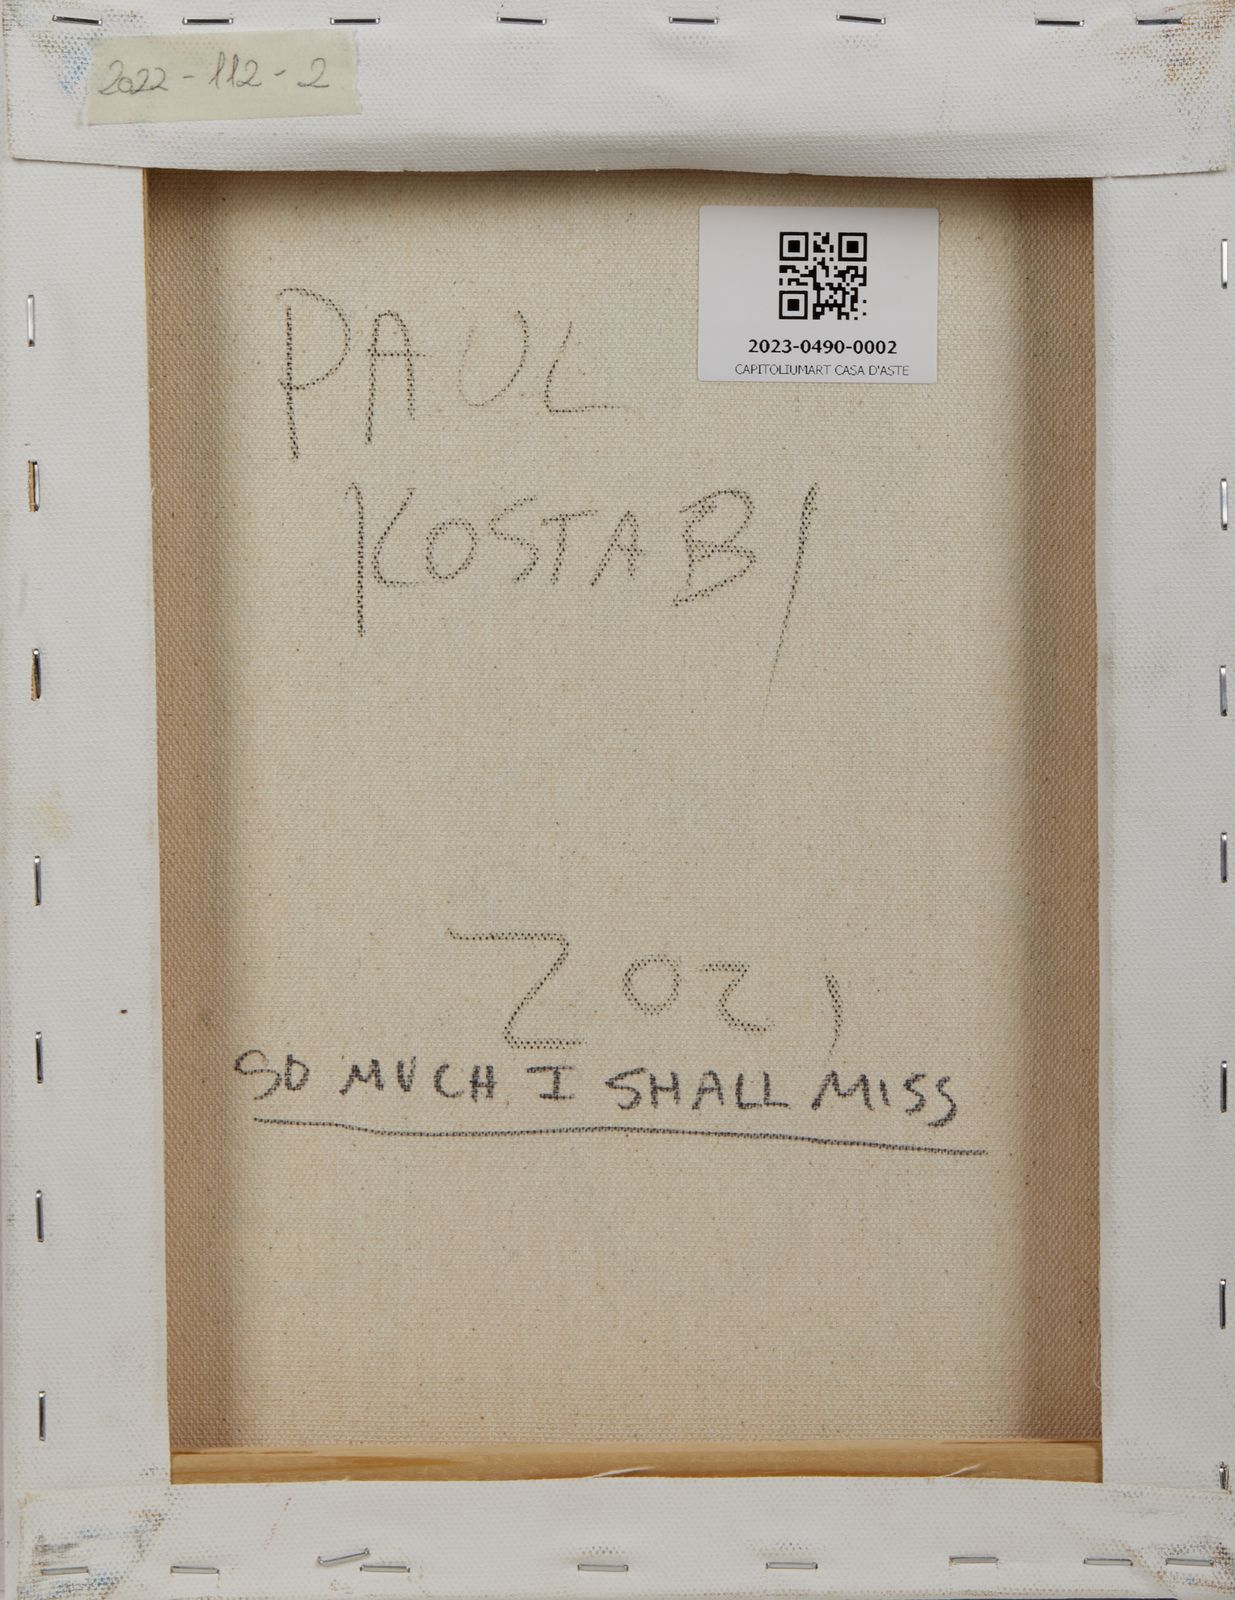 2022-112-2
2023-0490-0002
CAPITOLIUMART CASA D'ASTE
PAUL
KOSTABI
2021
SO MUCH I SHALL MISS